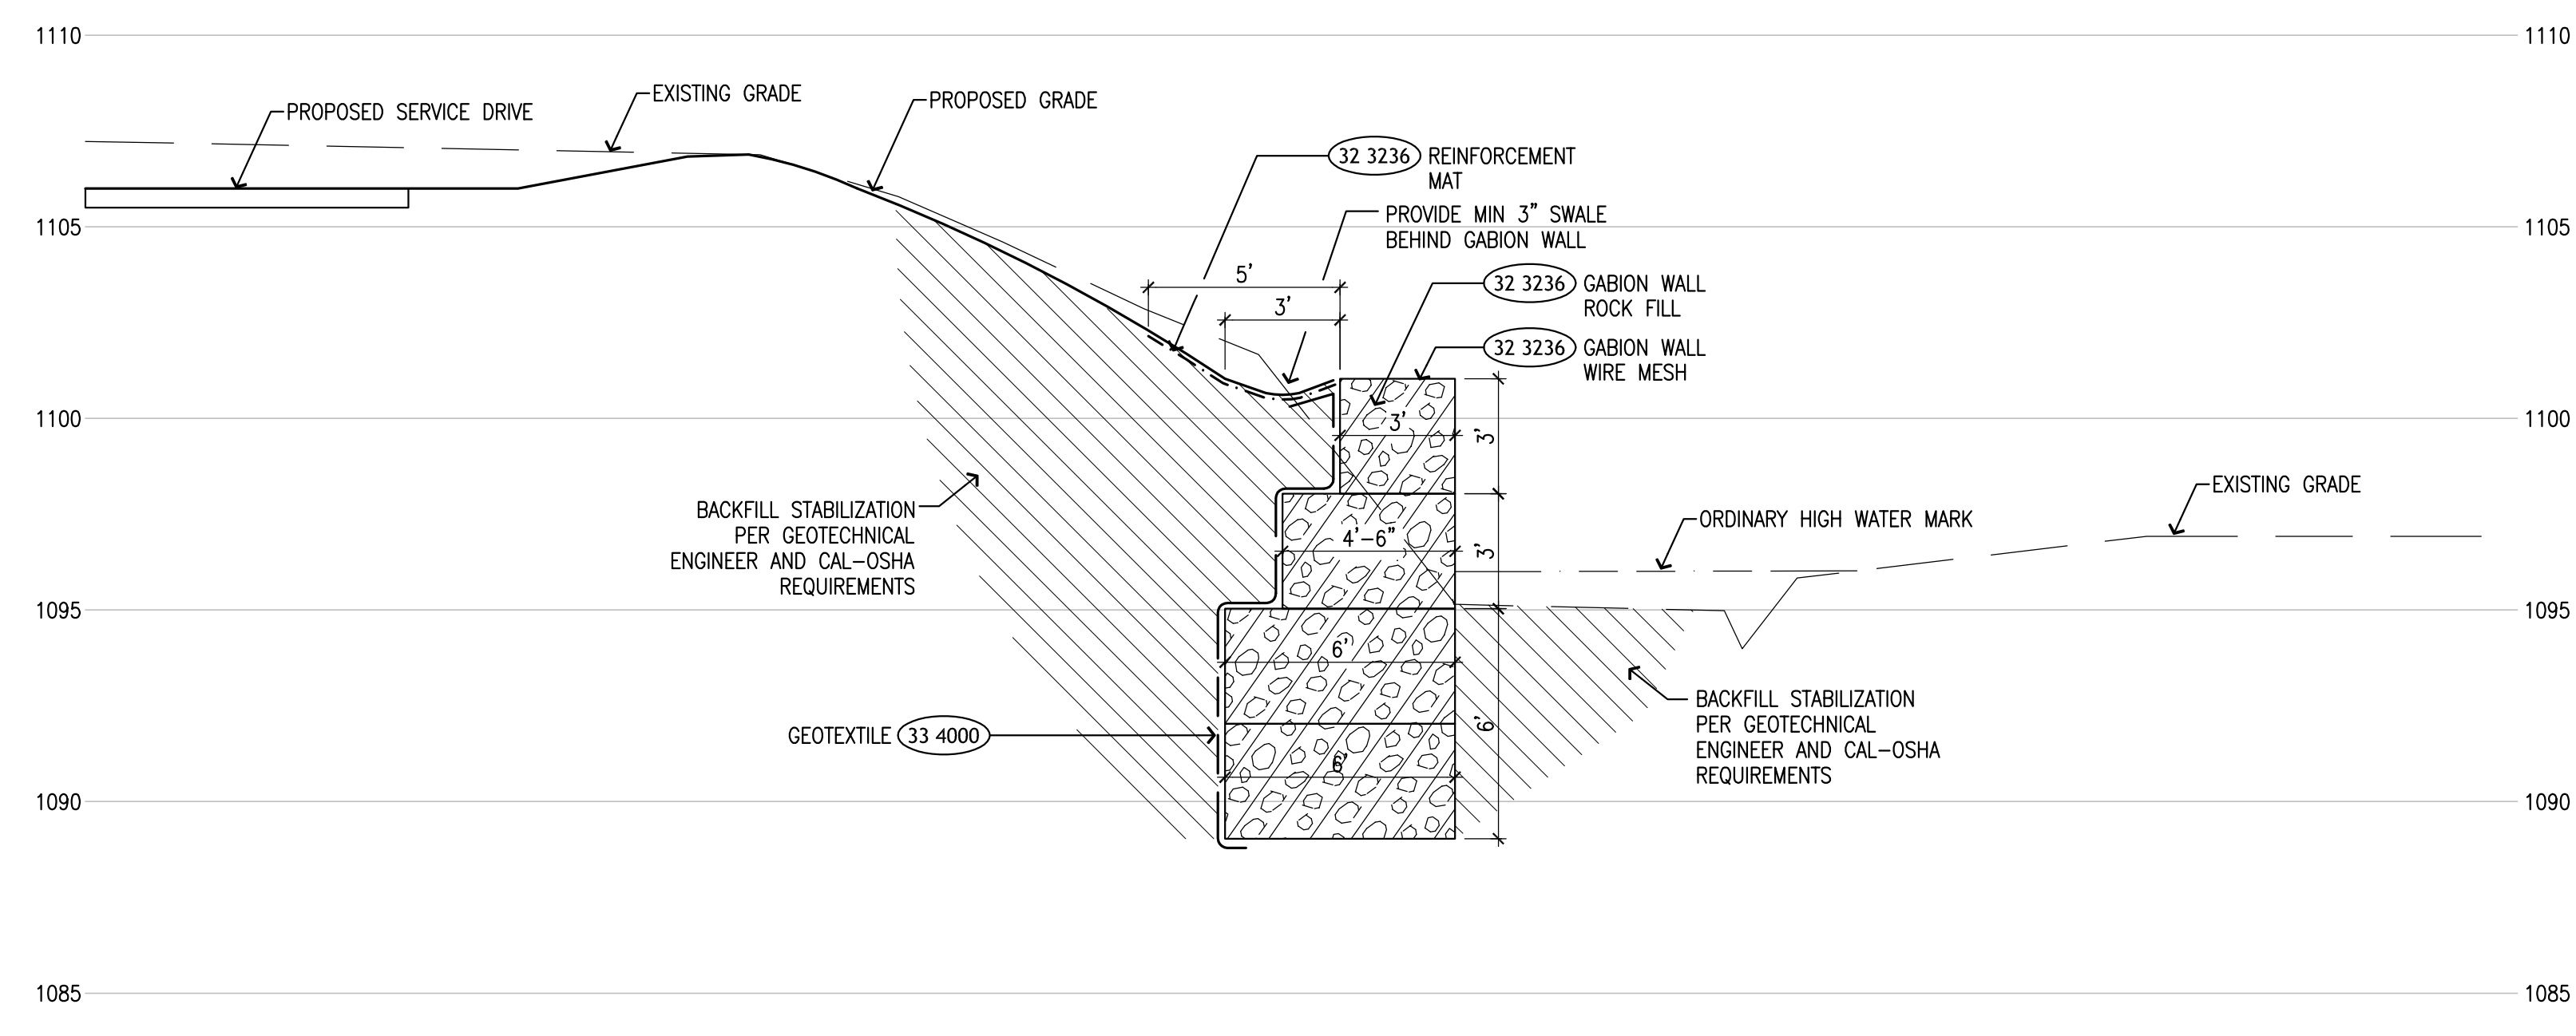 1110
1110
EXISTING GRADE
PROPOSED GRADE
PROPOSED SERVICE DRIVE
32 3236 REINFORCEMENT
MAT
PROVIDE MIN 3" SWALE
BEHIND GABION WALL
1105
1105
5'
3'
32 3236 GABION WALL
ROCK FILL
32 3236 GABION WALL
WIRE MESH
1100
1100
3'
3'
EXISTING GRADE
BACKFILL STABILIZATION
PER GEOTECHNICAL
ENGINEER AND CAL-OSHA
REQUIREMENTS
ORDINARY HIGH WATER MARK
4'-6"
3'
1095
1095
6'
BACKFILL STABILIZATION
PER GEOTECHNICAL
ENGINEER AND CAL-OSHA
REQUIREMENTS
GEOTEXTILE 33 4000
6'
6'
1090
1090
1085
1085